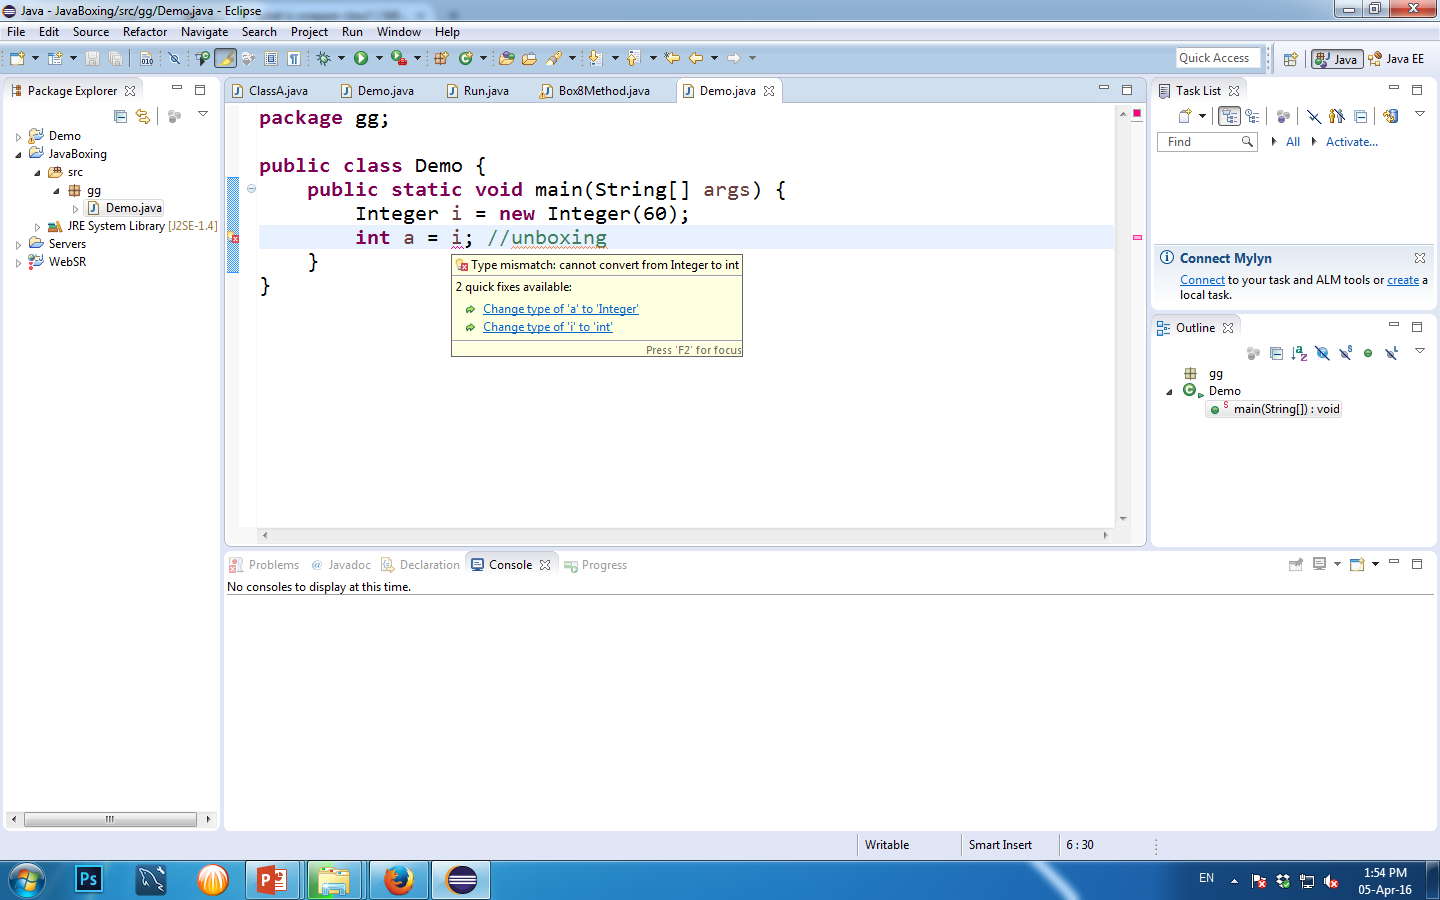 Java - JavaBoxing/src/gg/Demo.java - Eclipse
File Edit Source Refactor Navigate Search Project Run Window Help
Quick Access
Java
Java EE
Package Explorer
Demo
JavaBoxing
src
gg
Demo.java
JRE System Library [J2SE-1.4]
Servers
WebSR
ClassA.java
Demo.java
Run.java
Box8Method.java
Demo.java
package gg;
public class Demo {
public static void main(String[] args) {
Integer i = new Integer(60);
int a = i; //unboxing
}
}
Type mismatch: cannot convert from Integer to int
2 quick fixes available:
Change type of 'a' to 'Integer'
Change type of 'i' to 'int'
Press 'F2' for focus
Task List
Find
All
Activate...
Connect Mylyn
Connect to your task and ALM tools or create a
local task.
Outline
gg
Demo
main(String[]) : void
Problems
@ Javadoc
Declaration
Console
Progress
No consoles to display at this time.
Writable
Smart Insert
6 : 30
Ps
EN
1:54 PM
05-Apr-16